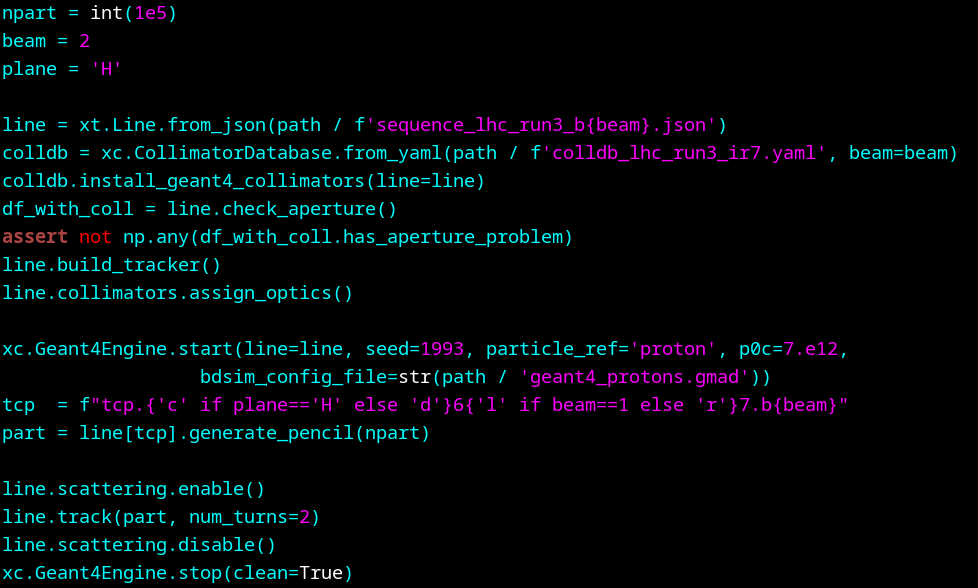 npart = int(1e5)
beam = 2
plane = 'H'

line = xt.Line.from_json(path / f'sequence_lhc_run3_b{beam}.json')
colldb = xc.CollimatorDatabase.from_yaml(path / f'colldb_lhc_run3_ir7.yaml', beam=beam)
colldb.install_geant4_collimators(line=line)
df_with_coll = line.check_aperture()
assert not np.any(df_with_coll.has_aperture_problem)
line.build_tracker()
line.collimators.assign_optics()

xc.Geant4Engine.start(line=line, seed=1993, particle_ref='proton', p0c=7.e12,
                      bdsim_config_file=str(path / 'geant4_protons.gmad'))
tcp  = f"tcp.{'c' if plane=='H' else 'd'}6{'l' if beam==1 else 'r'}7.b{beam}"
part = line[tcp].generate_pencil(npart)

line.scattering.enable()
line.track(part, num_turns=2)
line.scattering.disable()
xc.Geant4Engine.stop(clean=True)